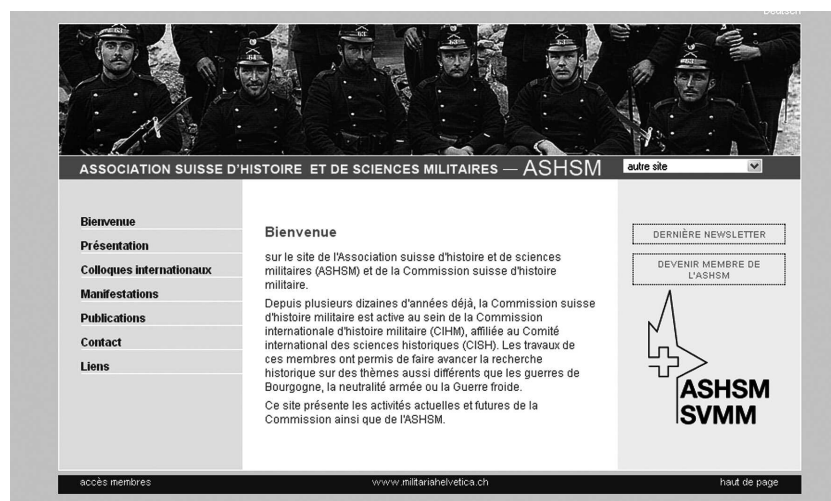 Deutsch
ASSOCIATION SUISSE D'HISTOIRE ET DE SCIENCES MILITAIRES — ASHSM
autre site
Bienvenue
Présentation
Colloques internationaux
Manifestations
Publications
Contact
Liens
Bienvenue
sur le site de l'Association suisse d'histoire et de sciences
militaires (ASHSM) et de la Commission suisse d'histoire
militaire.
Depuis plusieurs dizaines d'années déjà, la Commission suisse
d'histoire militaire est active au sein de la Commission
internationale d'histoire militaire (CIHM), affiliée au Comité
international des sciences historiques (CISH). Les travaux de
ces membres ont permis de faire avancer la recherche
historique sur des thèmes aussi différents que les guerres de
Bourgogne, la neutralité armée ou la Guerre froide.
Ce site présente les activités actuelles et futures de la
Commission ainsi que de l'ASHSM.
DERNIÈRE NEWSLETTER
DEVENIR MEMBRE DE
L'ASHSM
ASHSM
SVMM
accès membres
www.militariahelvetica.ch
haut de page